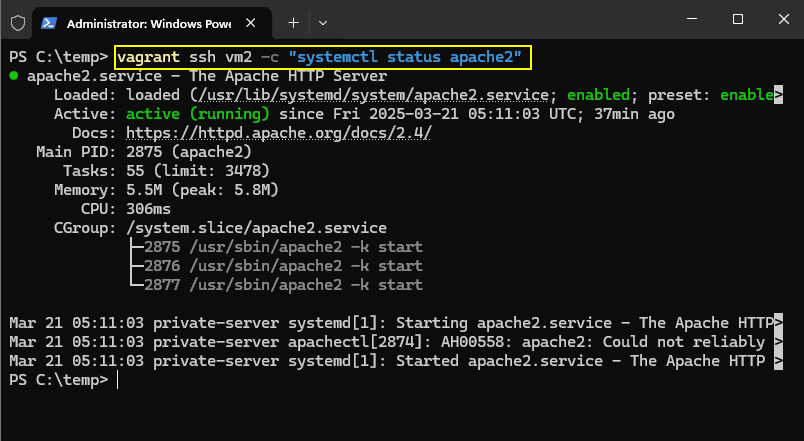 Administrator: Windows Powe
PS C:\temp> vagrant ssh vm2 -c "systemctl status apache2"
● apache2.service - The Apache HTTP Server
Loaded: loaded (/usr/lib/systemd/system/apache2.service; enabled; preset: enable>
Active: active (running) since Fri 2025-03-21 05:11:03 UTC; 37min ago
Docs: https://httpd.apache.org/docs/2.4/
Main PID: 2875 (apache2)
Tasks: 55 (limit: 3478)
Memory: 5.5M (peak: 5.8M)
CPU: 306ms
CGroup: /system.slice/apache2.service
├─2875 /usr/sbin/apache2 -k start
├─2876 /usr/sbin/apache2 -k start
└─2877 /usr/sbin/apache2 -k start
Mar 21 05:11:03 private-server systemd[1]: Starting apache2.service - The Apache HTTP>
Mar 21 05:11:03 private-server apachectl[2874]: AH00558: apache2: Could not reliably >
Mar 21 05:11:03 private-server systemd[1]: Started apache2.service - The Apache HTTP >
PS C:\temp>